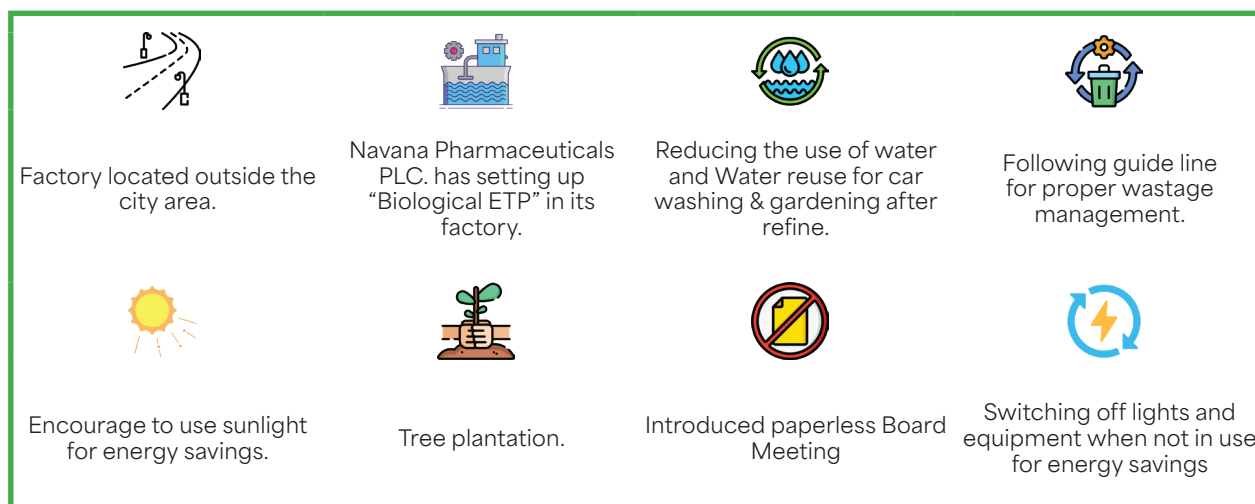 Factory located outside the
city area.
Navana Pharmaceuticals
PLC. has setting up
“Biological ETP” in its
factory.
Reducing the use of water
and Water reuse for car
washing & gardening after
refine.
Following guide line
for proper wastage
management.
Encourage to use sunlight
for energy savings.
Tree plantation.
Introduced paperless Board
Meeting
Switching off lights and
equipment when not in use
for energy savings